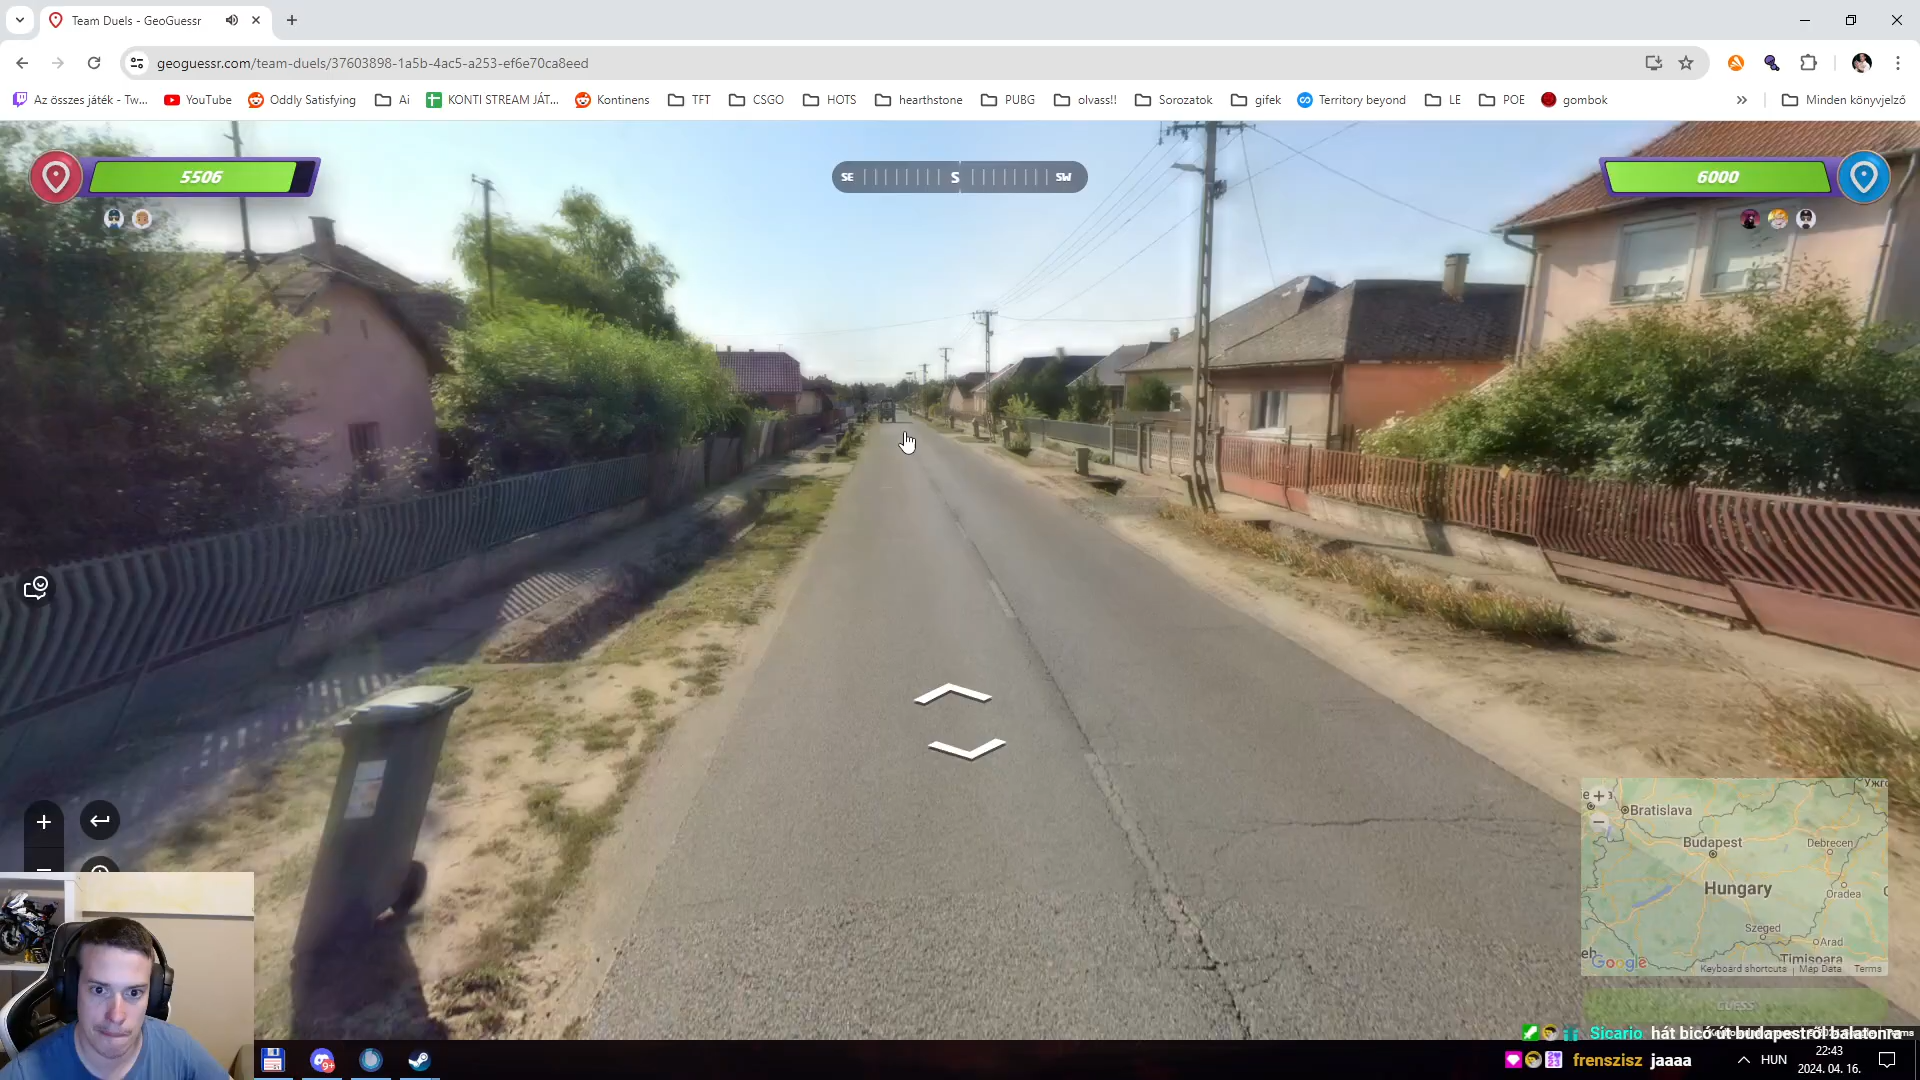 Team Duels - GeoGuessr
geoguessr.com/team-duels/37603898-1a5b-4ac5-a253-ef6e70ca8eed
Az összes játék - Tw...
YouTube
Oddly Satisfying
Ai
KONTI STREAM JÁT...
Kontinens
TFT
CSGO
HOTS
hearthstone
PUBG
olvass!!
Sorozatok
gifek
Territory beyond
LE
POE
gombok
Minden könyvjelző
5506
SE
S
SW
6000
Bratislava
Budapest
Debrecen
Hungary
Oradea
Szeged
Arad
Timișoara
Google
Keyboard shortcuts
Map Data
Terms
GUESS
Sicario hát bicó út budapestről balatonra
frenszisz jaaaa
HUN
22:43
2024. 04. 16.
9+
23